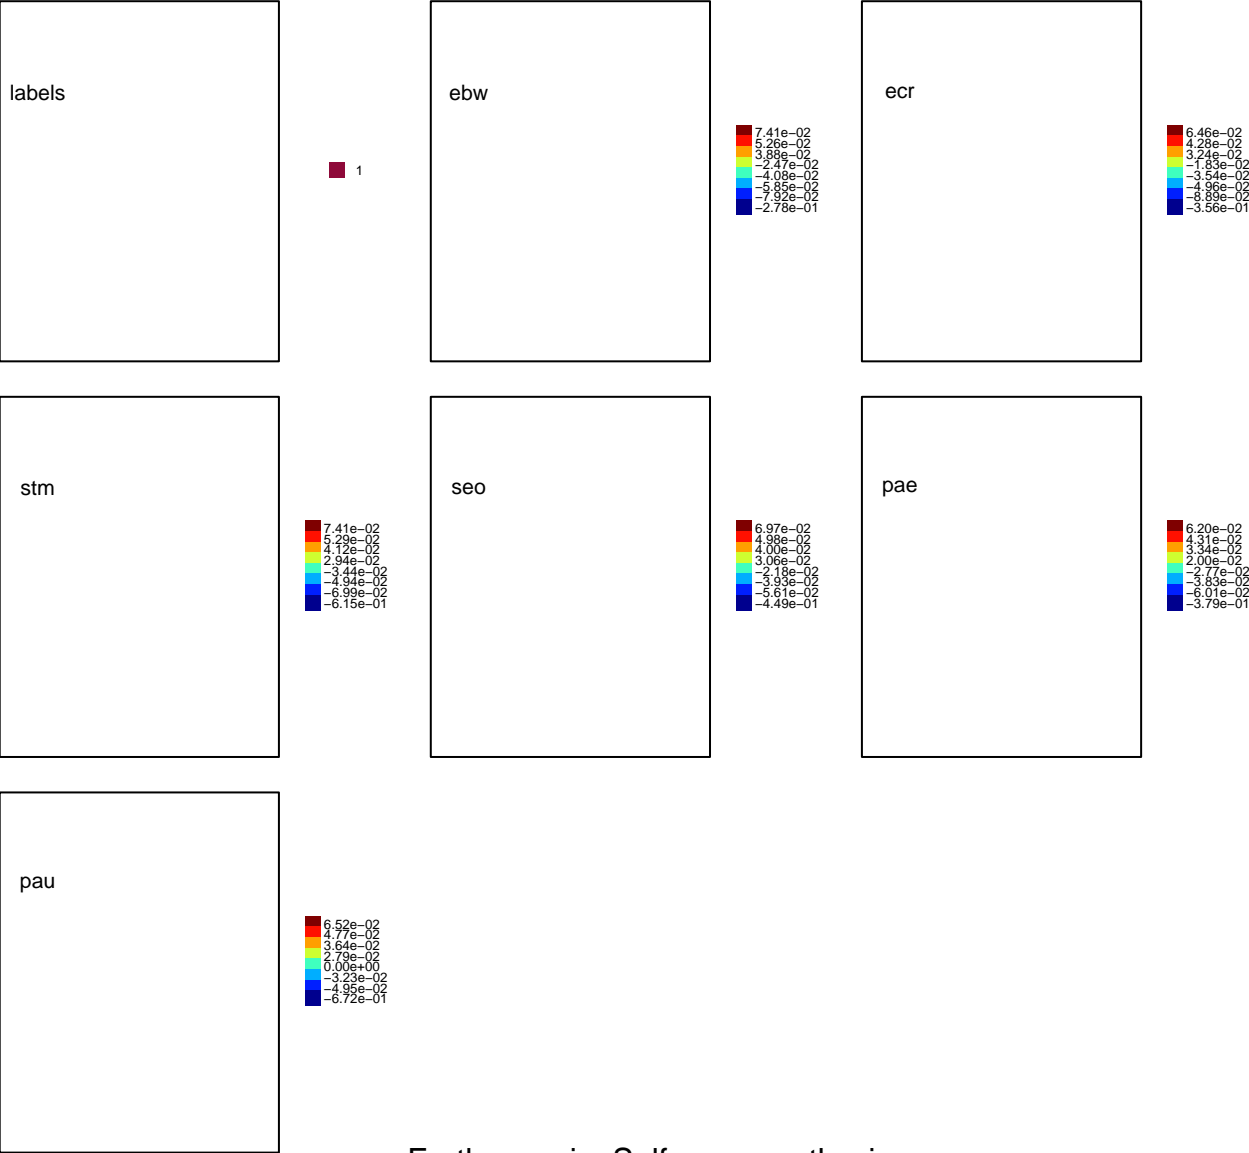 labels
1
ebw
7.41e−02
5.26e−02
3.88e−02
−2.47e−02
−4.08e−02
−5.85e−02
−7.92e−02
−2.78e−01
ecr
6.46e−02
4.28e−02
3.24e−02
−1.83e−02
−3.54e−02
−4.96e−02
−8.89e−02
−3.56e−01
stm
7.41e−02
5.29e−02
4.12e−02
2.94e−02
−3.44e−02
−4.94e−02
−6.99e−02
−6.15e−01
seo
6.97e−02
4.98e−02
4.00e−02
3.06e−02
−2.18e−02
−3.93e−02
−5.61e−02
−4.49e−01
pae
6.20e−02
4.31e−02
3.34e−02
2.00e−02
−2.77e−02
−3.83e−02
−6.01e−02
−3.79e−01
pau
6.52e−02
4.77e−02
3.64e−02
2.79e−02
0.00e+00
−3.23e−02
−4.95e−02
−6.72e−01